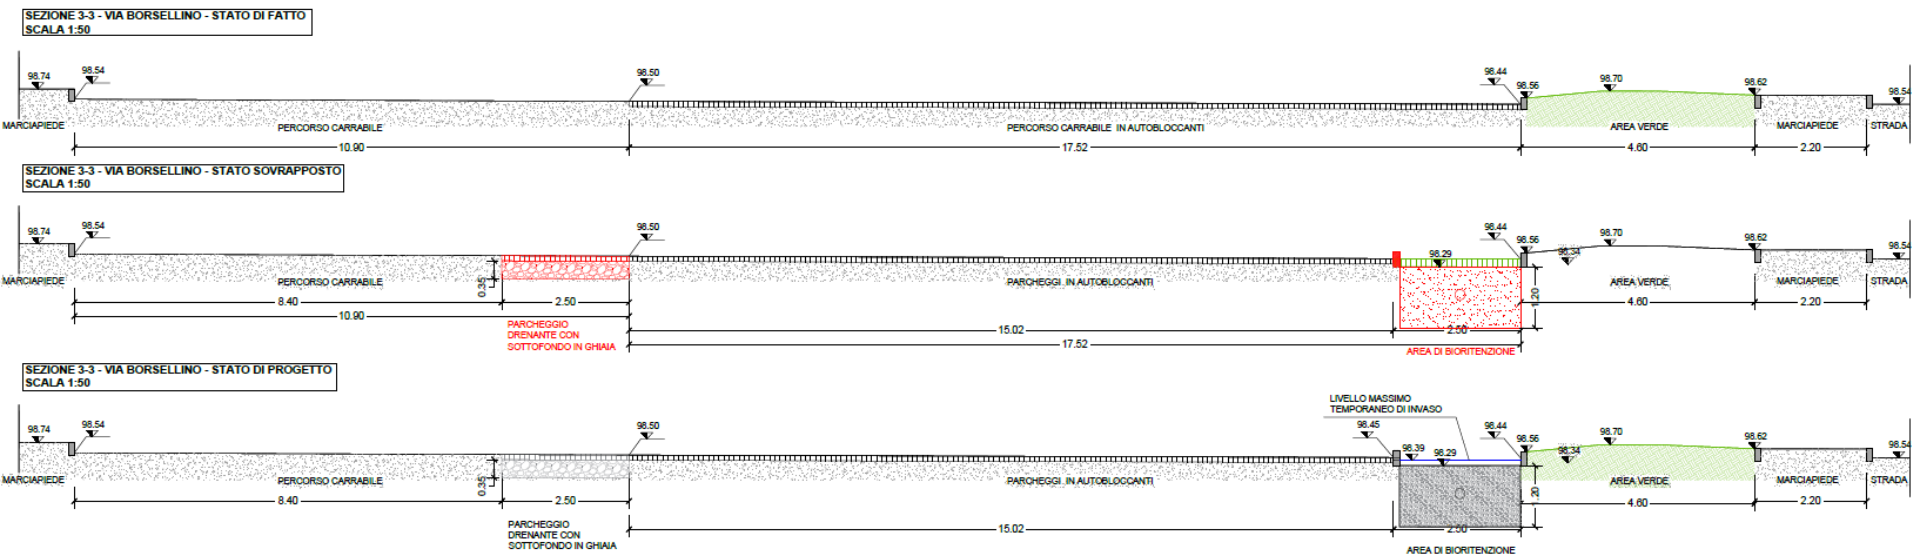 SEZIONE 3-3 - VIA BORSELLINO - STATO DI FATTO
SCALA 1:50
98.74
98.54
98.50
98.44
98.56
98.70
98.62
98.54
MARCIAPIEDE
PERCORSO CARRABILE
PERCORSO CARRABILE IN AUTOBLOCCANTI
AREA VERDE
MARCIAPIEDE
STRADA
10.90
17.52
4.60
2.20
SEZIONE 3-3 - VIA BORSELLINO - STATO SOVRAPPOSTO
SCALA 1:50
98.74
98.54
98.50
98.44
98.29
98.56
98.34
98.70
98.62
98.54
MARCIAPIEDE
PERCORSO CARRABILE
0.35
PARCHEGGI IN AUTOBLOCCANTI
1.20
AREA VERDE
MARCIAPIEDE
STRADA
8.40
2.50
4.60
2.20
10.90
PARCHEGGIO
DRENANTE CON
SOTTOFONDO IN GHIAIA
15.02
2.50
17.52
AREA DI BIORITENZIONE
SEZIONE 3-3 - VIA BORSELLINO - STATO DI PROGETTO
SCALA 1:50
LIVELLO MASSIMO
TEMPORANEO DI INVASO
98.74
98.54
98.50
98.45
98.39
98.29
98.44
98.56
98.34
98.70
98.62
98.54
MARCIAPIEDE
PERCORSO CARRABILE
0.35
PARCHEGGI IN AUTOBLOCCANTI
1.20
AREA VERDE
MARCIAPIEDE
STRADA
8.40
2.50
4.60
2.20
PARCHEGGIO
DRENANTE CON
SOTTOFONDO IN GHIAIA
15.02
2.50
AREA DI BIORITENZIONE